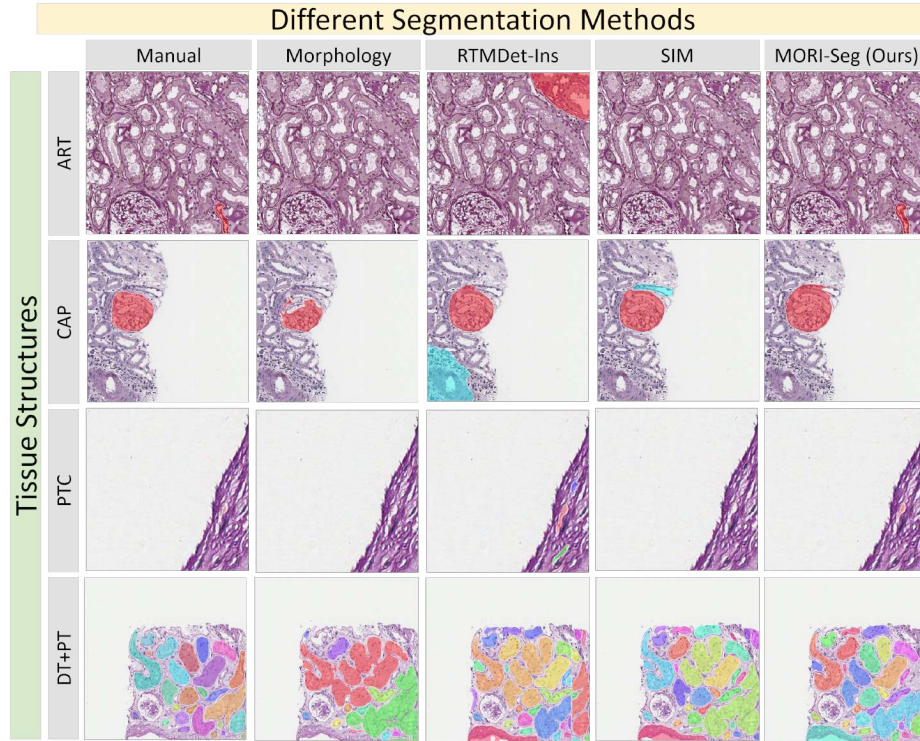 Different Segmentation Methods
Manual
Morphology
RTMDet-Ins
SIM
MORI-Seg (Ours)
Tissue Structures
ART
CAP
PTC
DT+PT